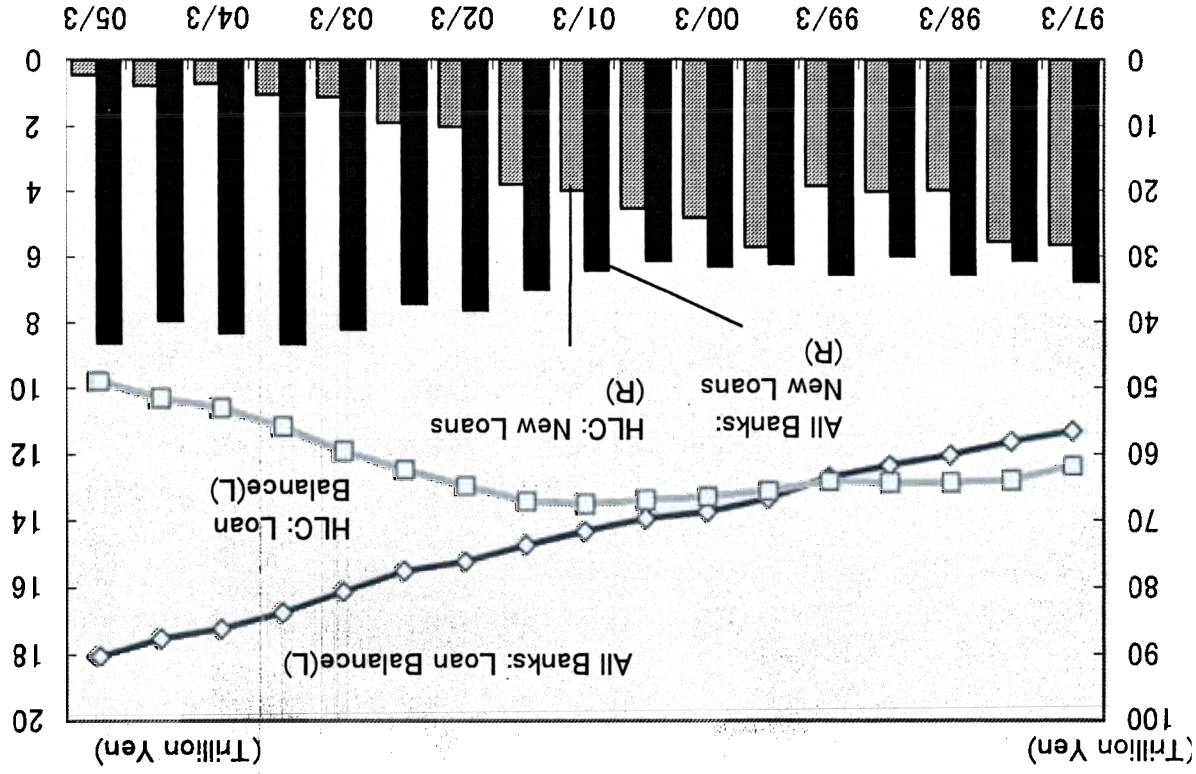 (Trillion Yen) (Trillion Yen)
100 20
90 18
All Banks: Loan Balance(L)
80 16
70 14
HLC: Loan
Balance(L)
60 12
All Banks:
New Loans
(R)
HLC: New Loans
(R)
50 10
40 8
30 6
20 4
10 2
0 0
97/3 98/3 99/3 00/3 01/3 02/3 03/3 04/3 05/3